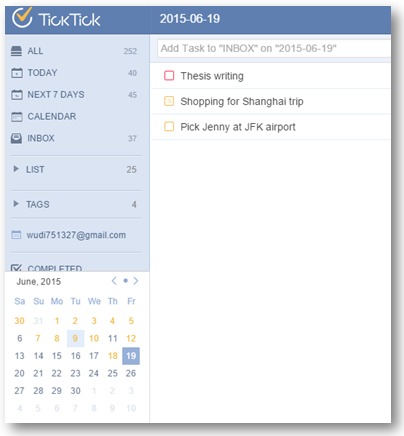 TickTick
2015-06-19
ALL 252
TODAY 40
NEXT 7 DAYS 45
CALENDAR
INBOX 37
LIST 25
TAGS 4
wudi751327@gmail.com
COMPLETED
June, 2015
Sa Su Mo Tu We Th Fr
30 31 1 2 3 4 5
6 7 8 9 10 11 12
13 14 15 16 17 18 19
20 21 22 23 24 25 26
27 28 29 30 1 2 3
4 5 6 7 8 9 10
Add Task to "INBOX" on "2015-06-19"
Thesis writing
Shopping for Shanghai trip
Pick Jenny at JFK airport